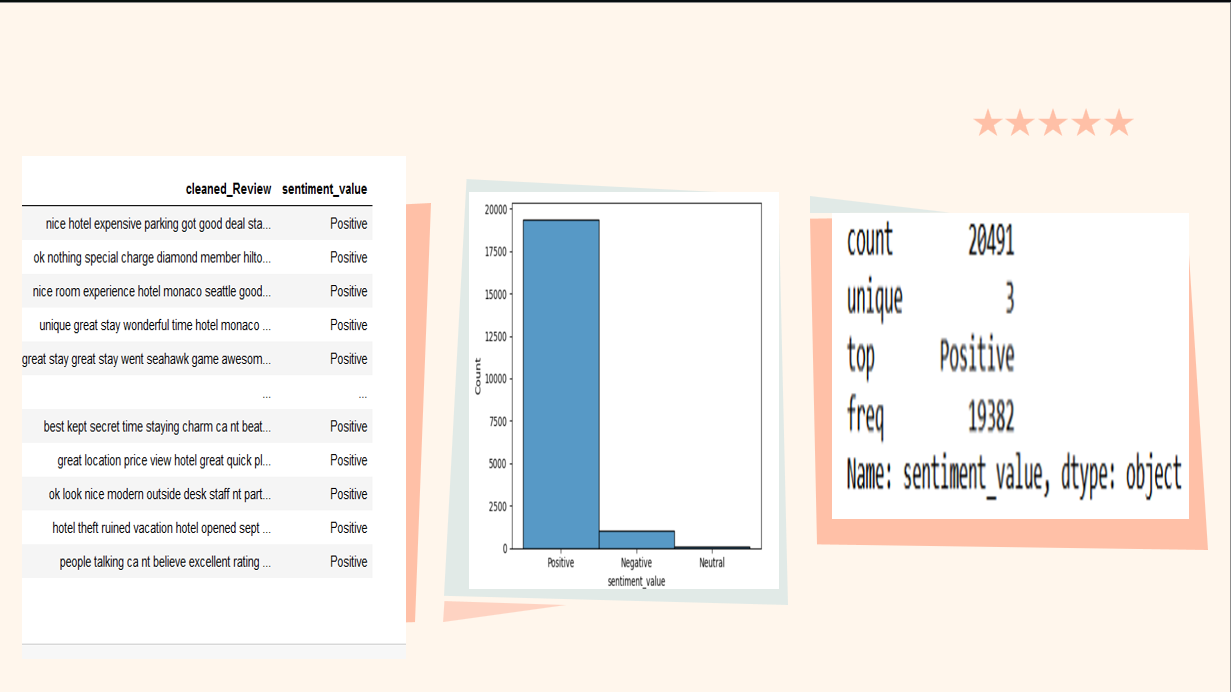 cleaned_Review sentiment_value
nice hotel expensive parking got good deal sta... Positive
ok nothing special charge diamond member hilto... Positive
nice room experience hotel monaco seattle good... Positive
unique great stay wonderful time hotel monaco ... Positive
great stay great stay went seahawk game awesom... Positive
... ...
best kept secret time staying charm ca nt beat... Positive
great location price view hotel great quick pl... Positive
ok look nice modern outside desk staff nt part... Positive
hotel theft ruined vacation hotel opened sept ... Positive
people talking ca nt believe excellent rating ... Positive
20000
17500
15000
12500
10000
7500
5000
2500
0
Count
Positive Negative Neutral
sentiment_value
count 20491
unique 3
top Positive
freq 19382
Name: sentiment_value, dtype: object